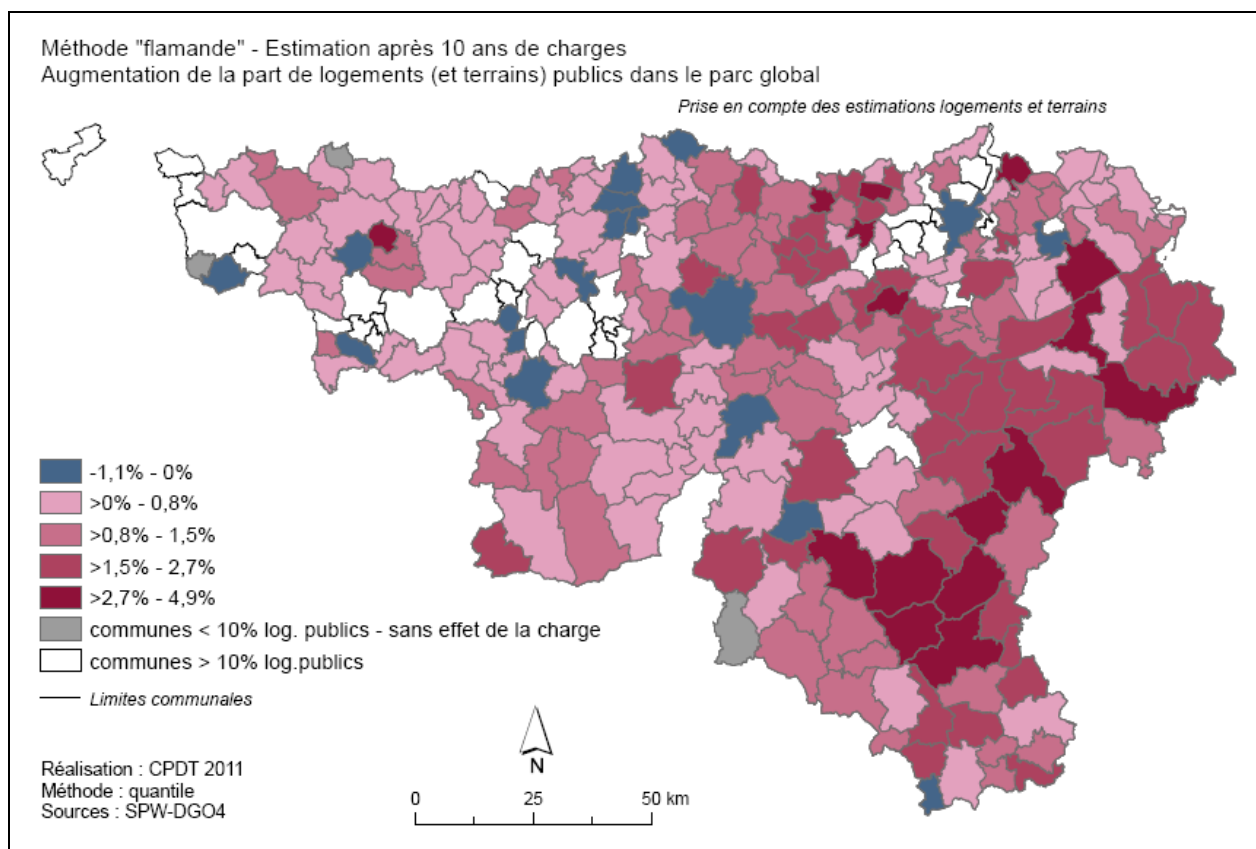 Méthode "flamande" - Estimation après 10 ans de charges
Augmentation de la part de logements (et terrains) publics dans le parc global
Prise en compte des estimations logements et terrains
-1,1% - 0%
>0% - 0,8%
>0,8% - 1,5%
>1,5% - 2,7%
>2,7% - 4,9%
communes < 10% log. publics - sans effet de la charge
communes > 10% log.publics
Limites communales
N
Réalisation : CPDT 2011
Méthode : quantile
Sources : SPW-DGO4
0 25 50 km